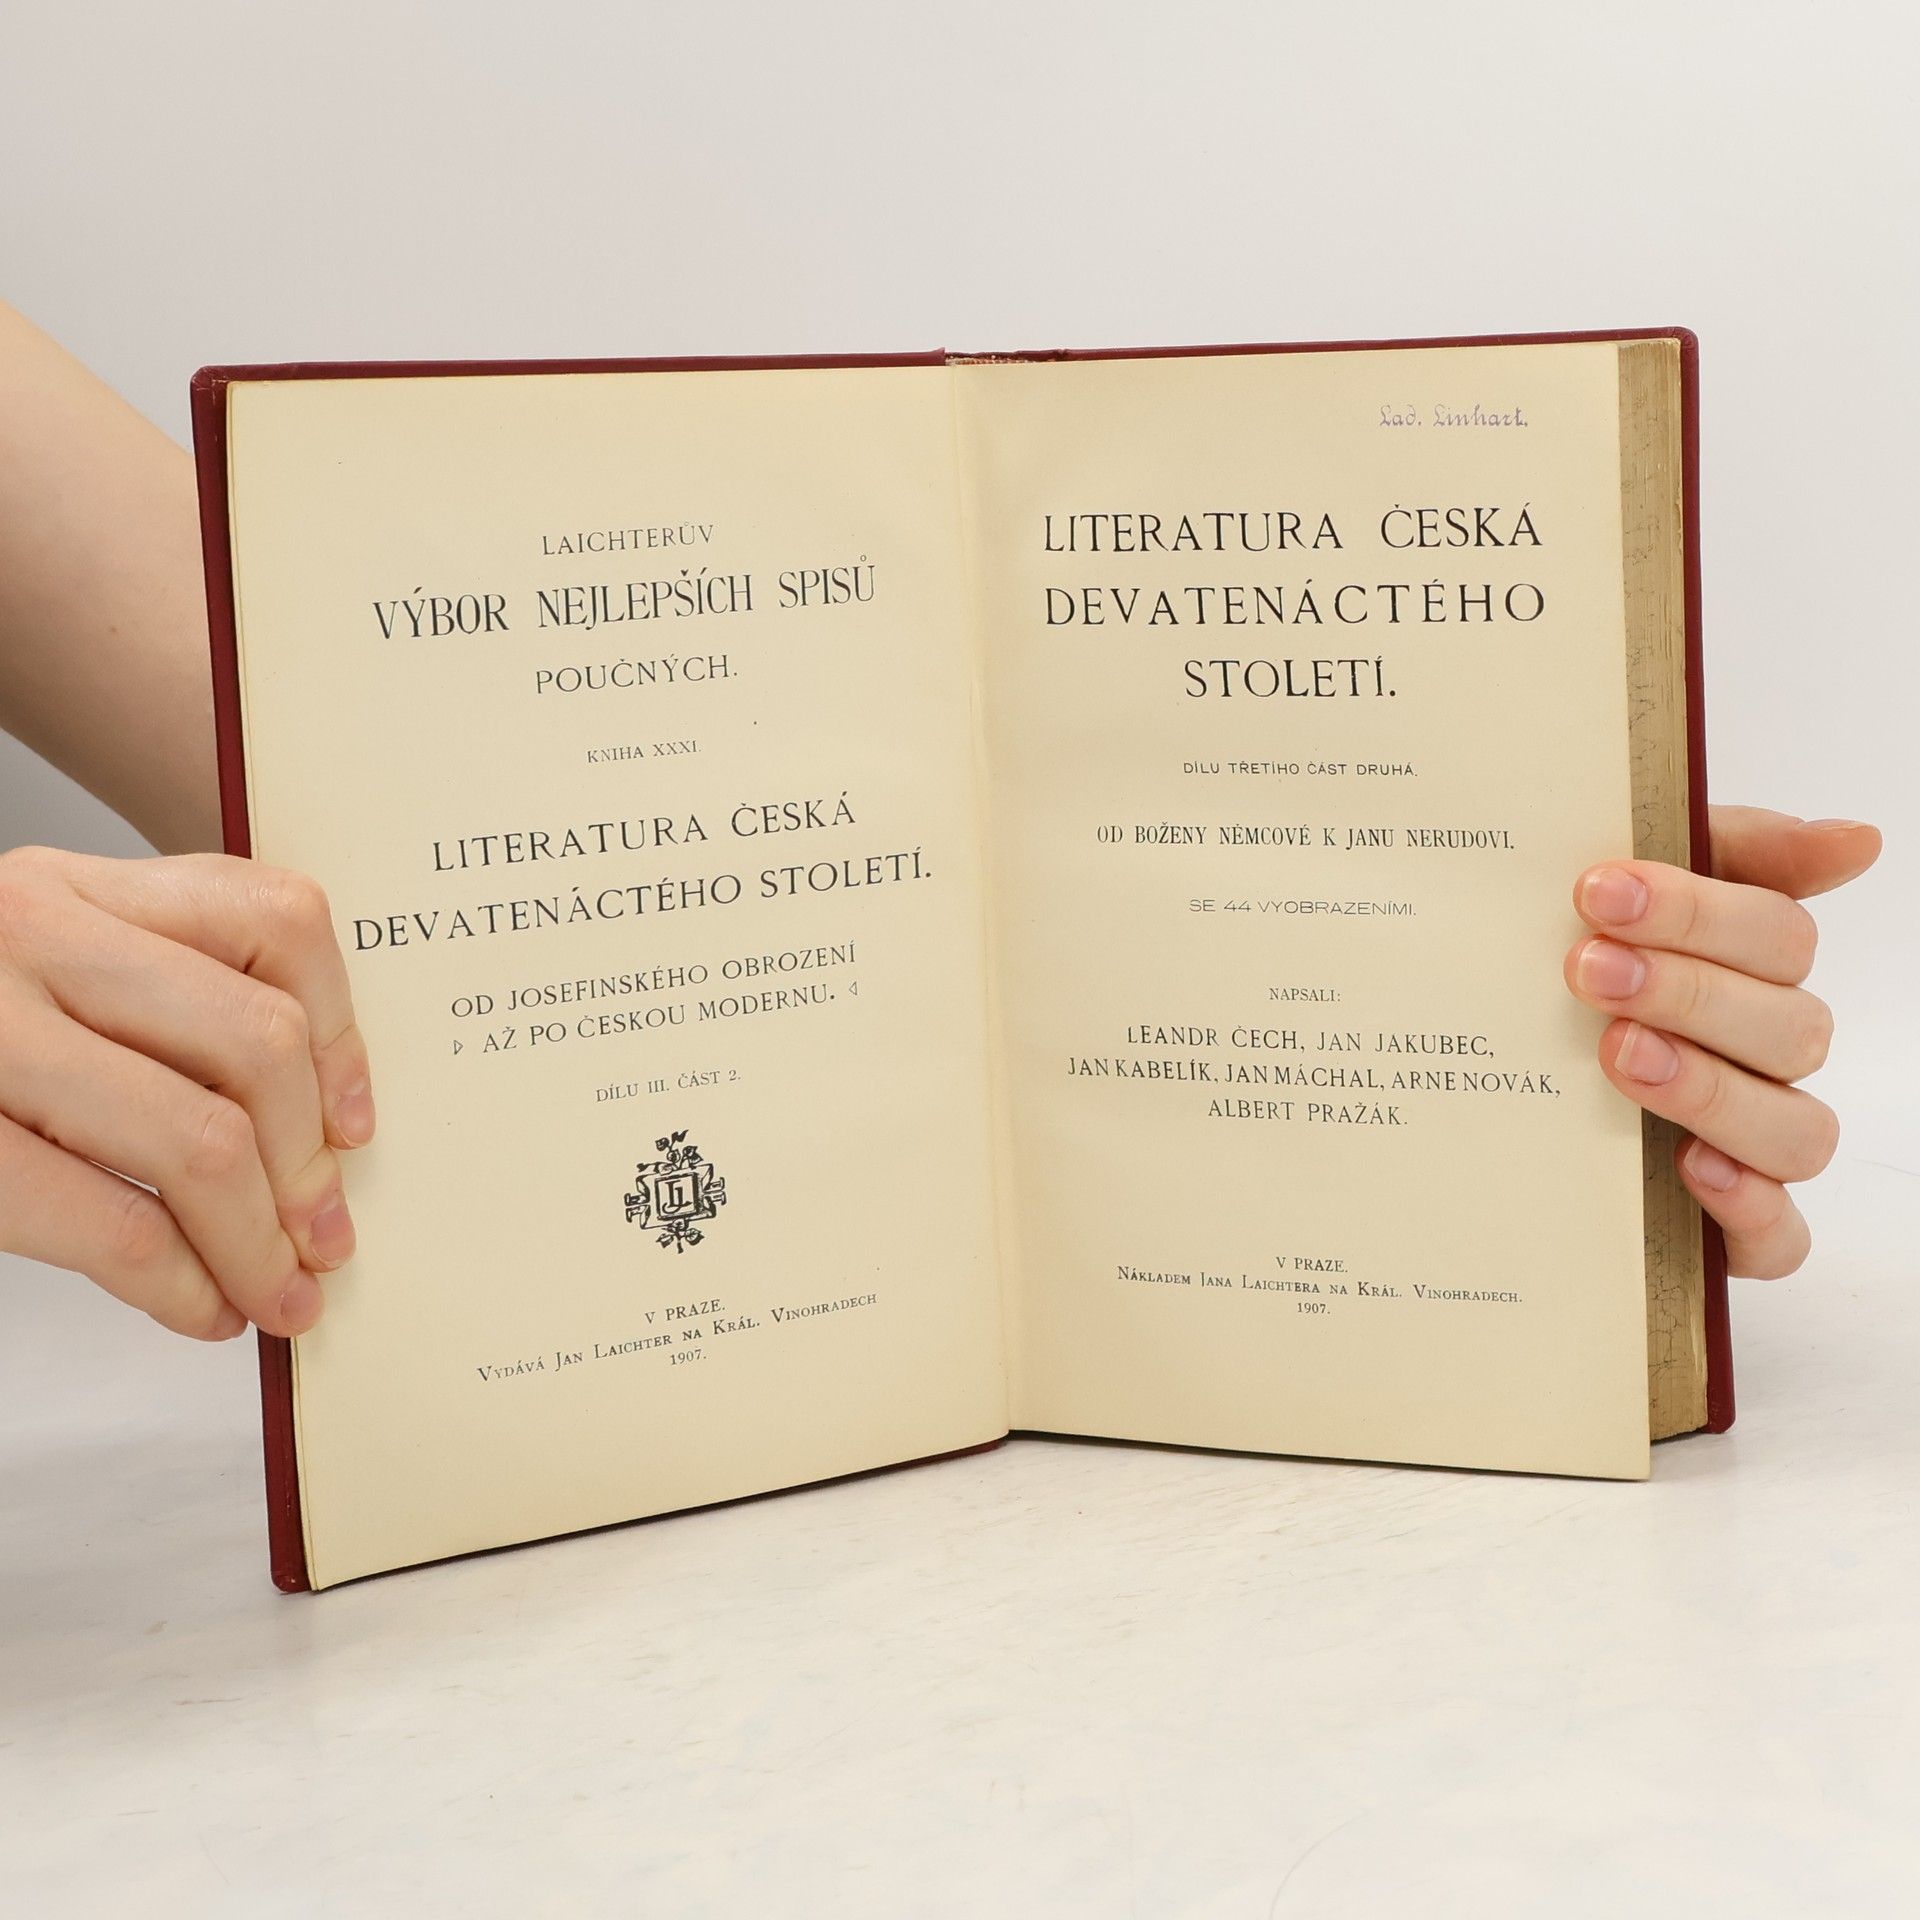 LAICHTERŮV
VÝBOR NEJLEPŠÍCH SPISŮ
POUČNÝCH.
KNIHA XXXI.
LITERATURA ČESKÁ
DEVATENÁCTÉHO STOLETÍ.
OD JOSEFINSKÉHO OBROZENÍ
AŽ PO ČESKOU MODERNU.
DÍLU III. ČÁST 2.
JL
V PRAZE.
VYDÁVÁ JAN LAICHTER NA KRÁL. VINOHRADECH
1907.
Lad. Linhart.
LITERATURA ČESKÁ
DEVATENÁCTÉHO
STOLETÍ.
DÍLU TŘETÍHO ČÁST DRUHÁ.
OD BOŽENY NĚMCOVÉ K JANU NERUDOVI.
SE 44 VYOBRAZENÍMI.
NAPSALI:
LEANDR ČECH, JAN JAKUBEC,
JAN KABELÍK, JAN MÁCHAL, ARNE NOVÁK,
ALBERT PRAŽÁK.
V PRAZE.
NÁKLADEM JANA LAICHTERA NA KRÁL. VINOHRADECH.
1907.